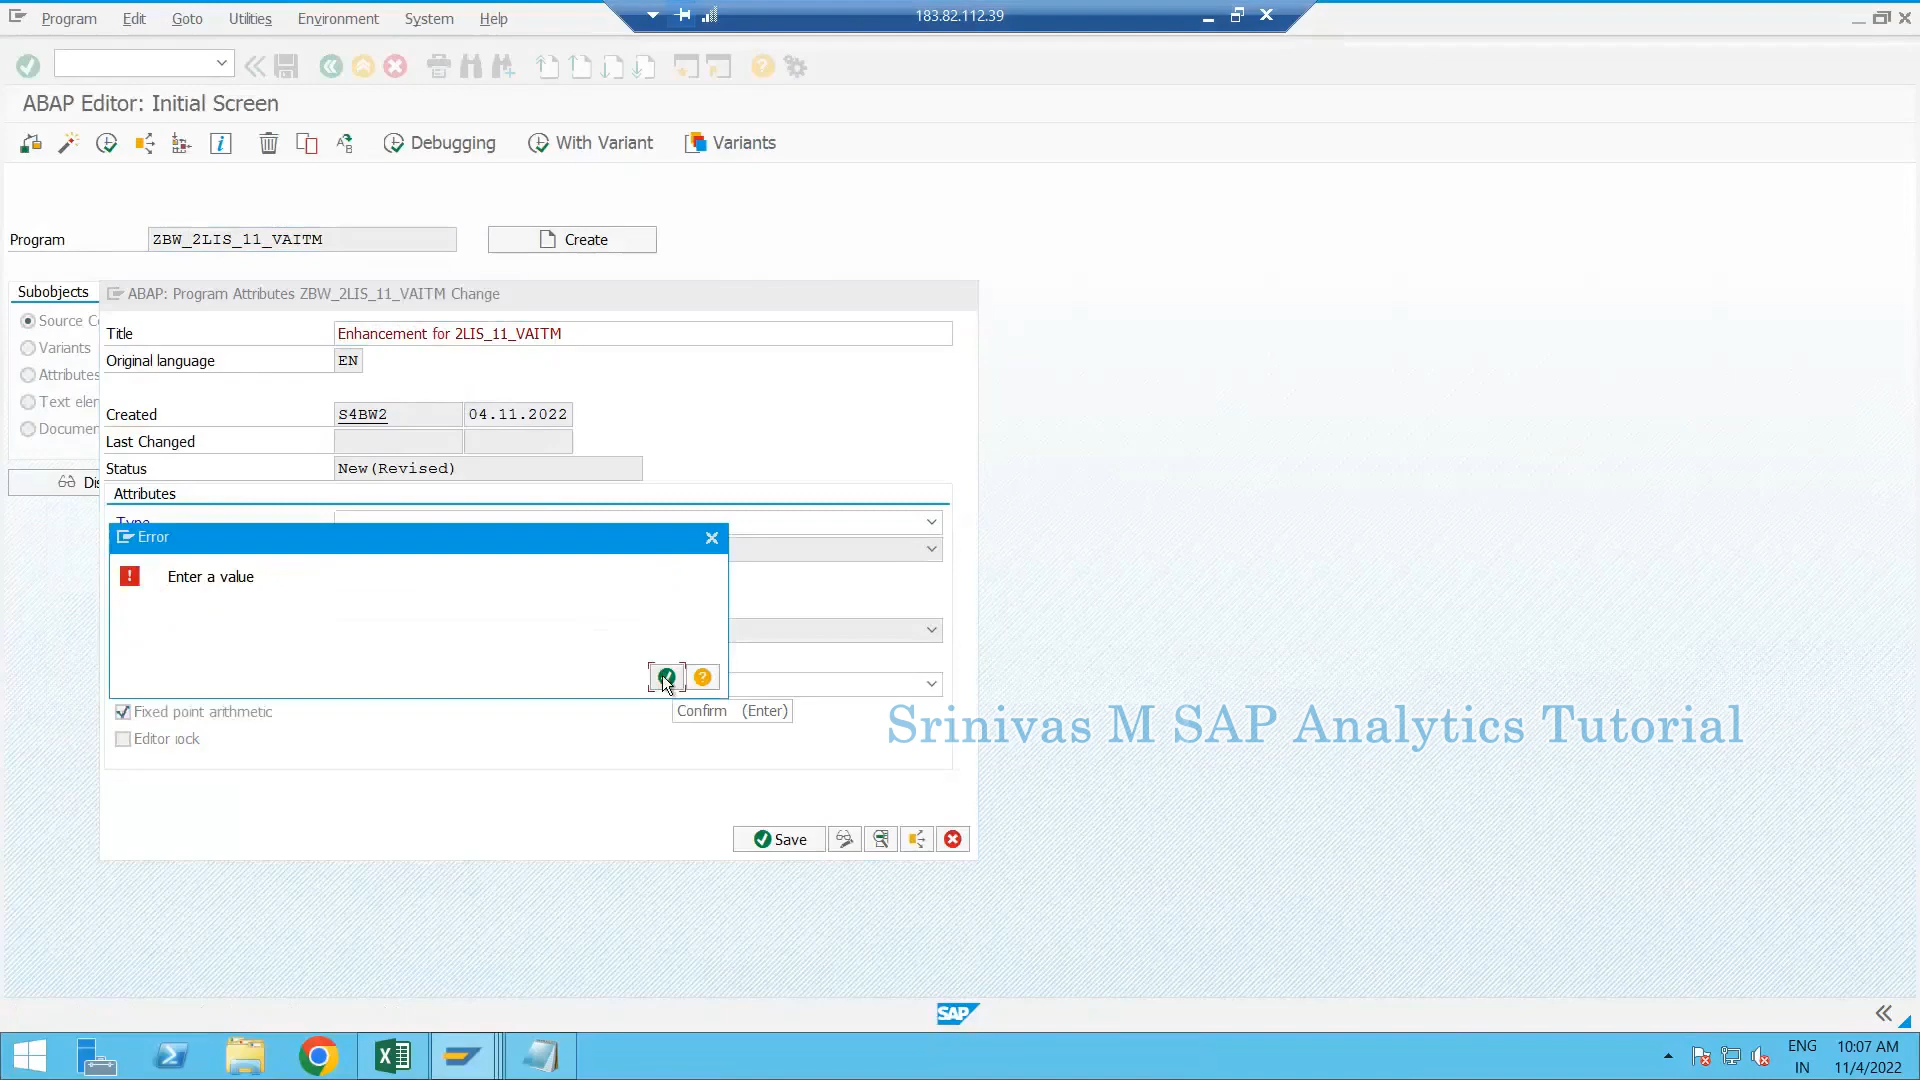 Program Edit Goto Utilities Environment System Help
183.82.112.39
ABAP Editor: Initial Screen
Debugging With Variant Variants
Program ZBW_2LIS_11_VAITM Create
Subobjects
ABAP: Program Attributes ZBW_2LIS_11_VAITM Change
Source C
Title Enhancement for 2LIS_11_VAITM
Variants
Original language EN
Attributes
Text eler
Created S4BW2 04.11.2022
Documen
Last Changed
Status New(Revised)
Di
Attributes
Type
Error
! Enter a value
Confirm (Enter)
Fixed point arithmetic
Editor lock
Srinivas M SAP Analytics Tutorial
Save
SAP
ENG 10:07 AM
IN 11/4/2022